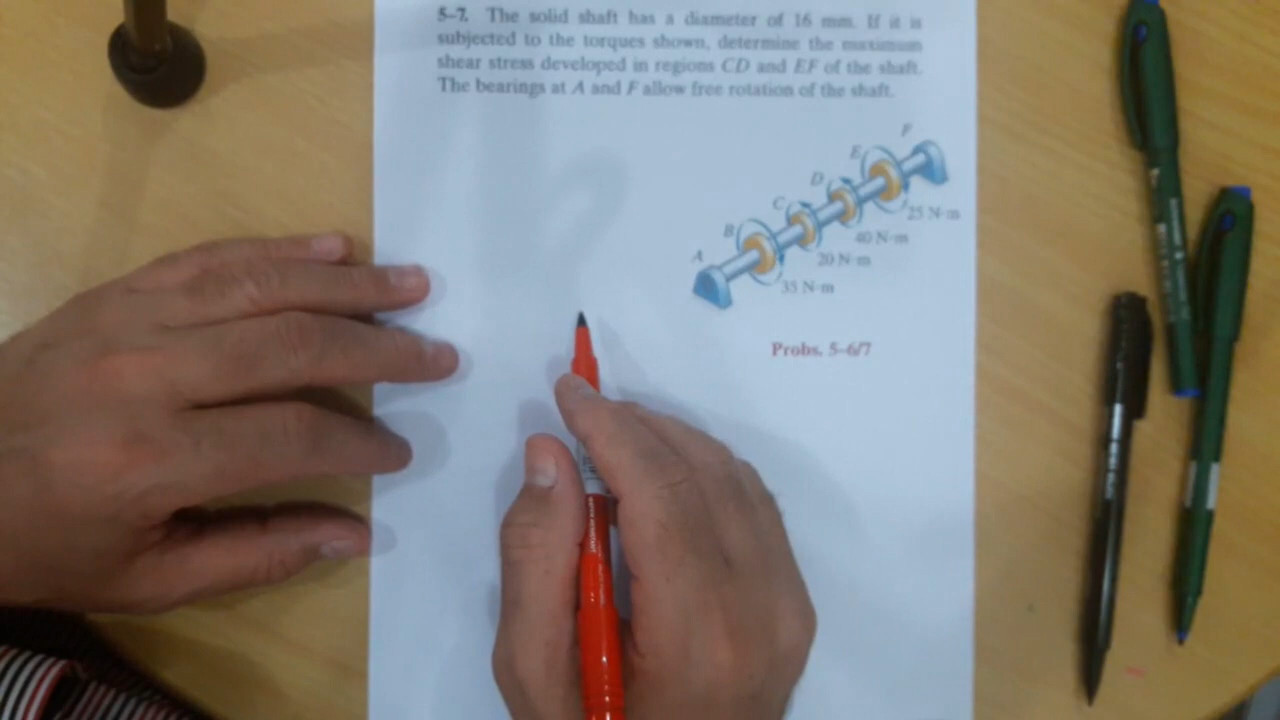 5–7. The solid shaft has a diameter of 16 mm. If it is
subjected to the torques shown, determine the maximum
shear stress developed in regions CD and EF of the shaft.
The bearings at A and F allow free rotation of the shaft.
F
E
D
C
B
A
25 N·m
40 N·m
20 N·m
35 N·m
Probs. 5–6/7